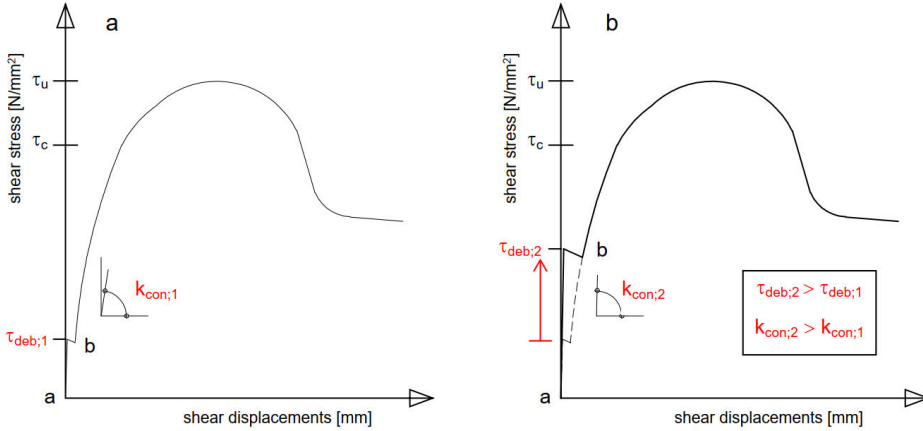 a
shear stress [N/mm²]
τu
τc
kcon;1
τdeb;1
b
a
shear displacements [mm]
b
shear stress [N/mm²]
τu
τc
τdeb;2
b
kcon;2
τdeb;2 > τdeb;1
kcon;2 > kcon;1
a
shear displacements [mm]